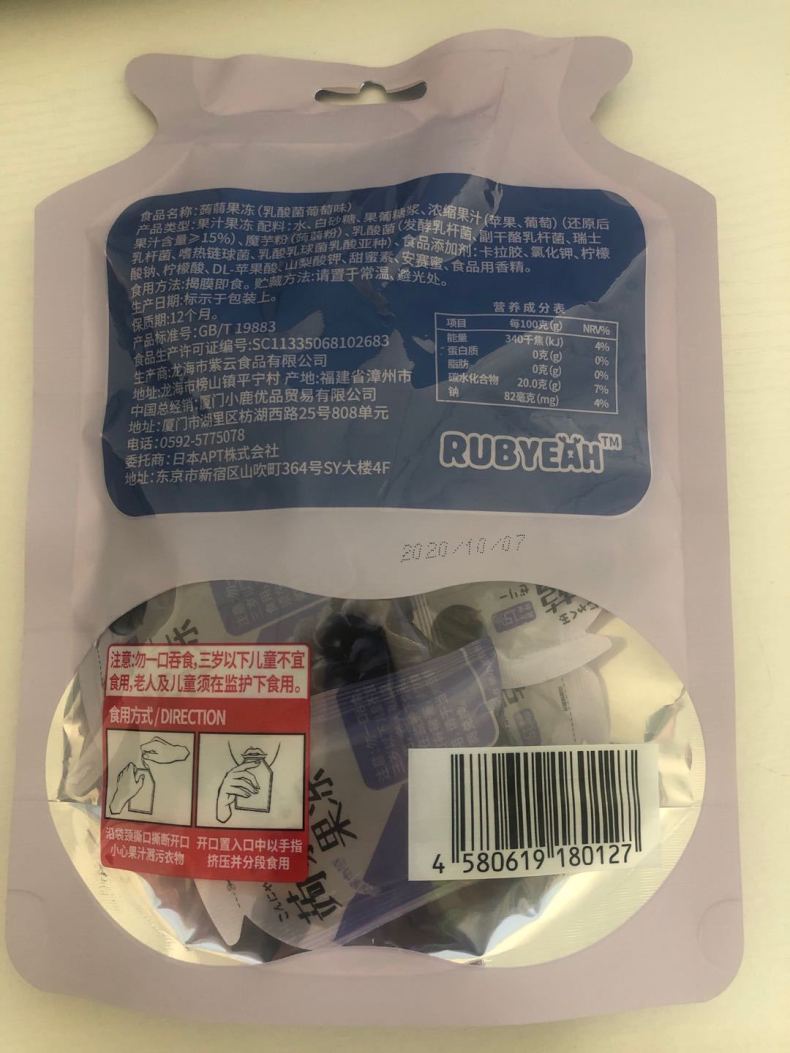 食品名称:蒟蒻果冻(乳酸菌葡萄味)
产品类型:果汁果冻 配料:水、白砂糖、果葡糖浆、浓缩果汁(苹果、葡萄)(还原后
果汁含量≥15%)、魔芋粉(蒟蒻粉)、乳酸菌(发酵乳杆菌、副干酪乳杆菌、瑞士
乳杆菌、嗜热链球菌、乳酸乳球菌乳酸亚种)、食品添加剂:卡拉胶、氯化钾、柠檬
酸钠、柠檬酸、DL-苹果酸、山梨酸钾、甜蜜素、安赛蜜、食品用香精。
食用方法:揭膜即食。贮藏方法:请置于常温、避光处。
生产日期:标示于包装上。
保质期:12个月。
产品标准号:GB/T 19883
食品生产许可证编号:SC11335068102683
生产商:龙海市紫云食品有限公司
地址:龙海市榜山镇平宁村 产地:福建省漳州市
中国总经销:厦门小鹿优品贸易有限公司
地址:厦门市湖里区枋湖西路25号808单元
电话:0592-5775078
委托商:日本APT株式会社
地址:东京市新宿区山吹町364号SY大楼4F
营养成分表
项目 每100克(g) NRV%
能量 340千焦(kJ) 4%
蛋白质 0克(g) 0%
脂肪 0克(g) 0%
碳水化合物 20.0克(g) 7%
钠 82毫克(mg) 4%
RUBYEAH™
2020/10/07
注意:勿一口吞食,三岁以下儿童不宜
食用,老人及儿童须在监护下食用。
食用方式/DIRECTION
沿袋颈撕口撕断开口
小心果汁溅污衣物
开口置入口中以手指
挤压并分段食用
果冻
4 580619 180127